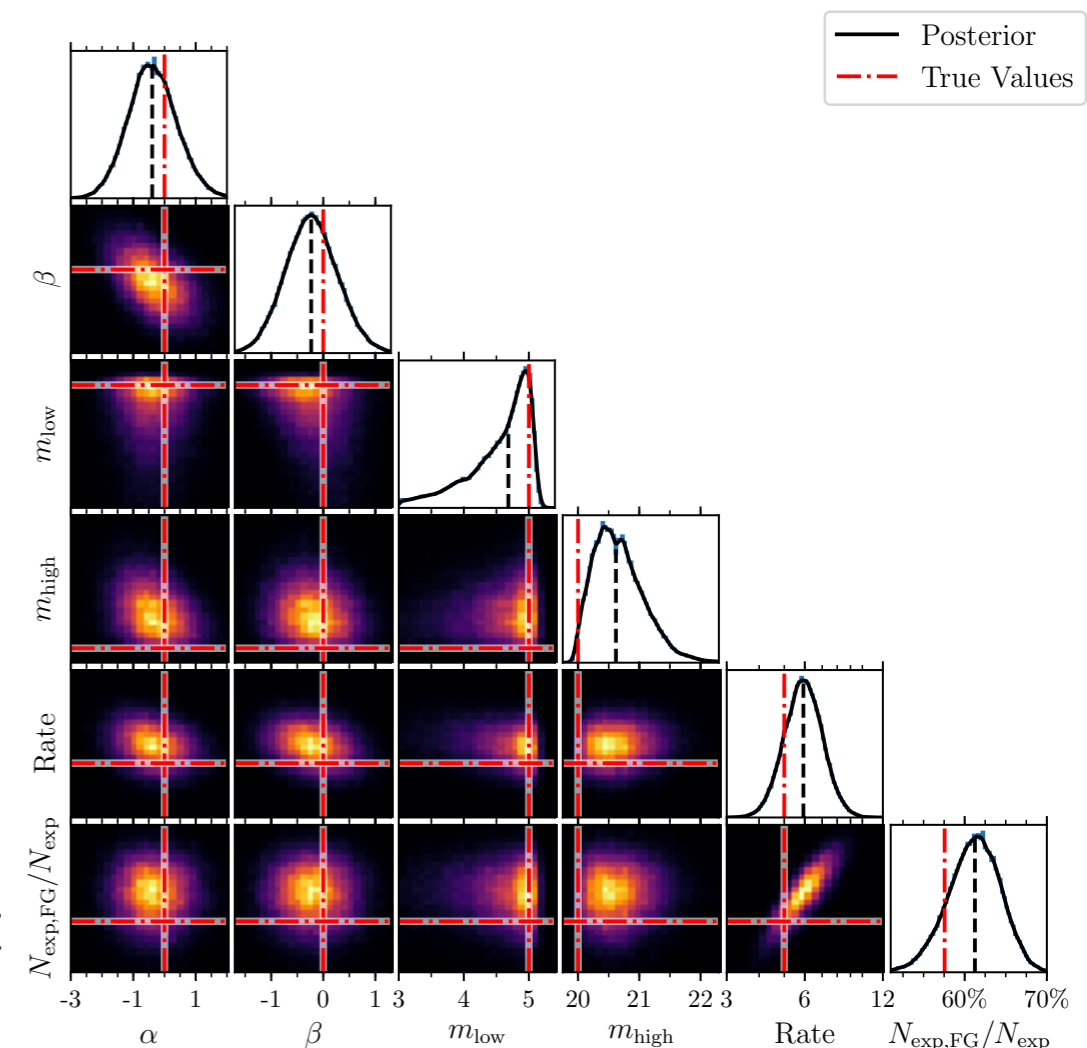 Posterior
True Values
β
m_low
m_high
Rate
N_exp,FG/N_exp
-3 -1 1 -1 0 1 3 4 5 20 21 22 3 6 12 60% 70%
α β m_low m_high Rate N_exp,FG/N_exp